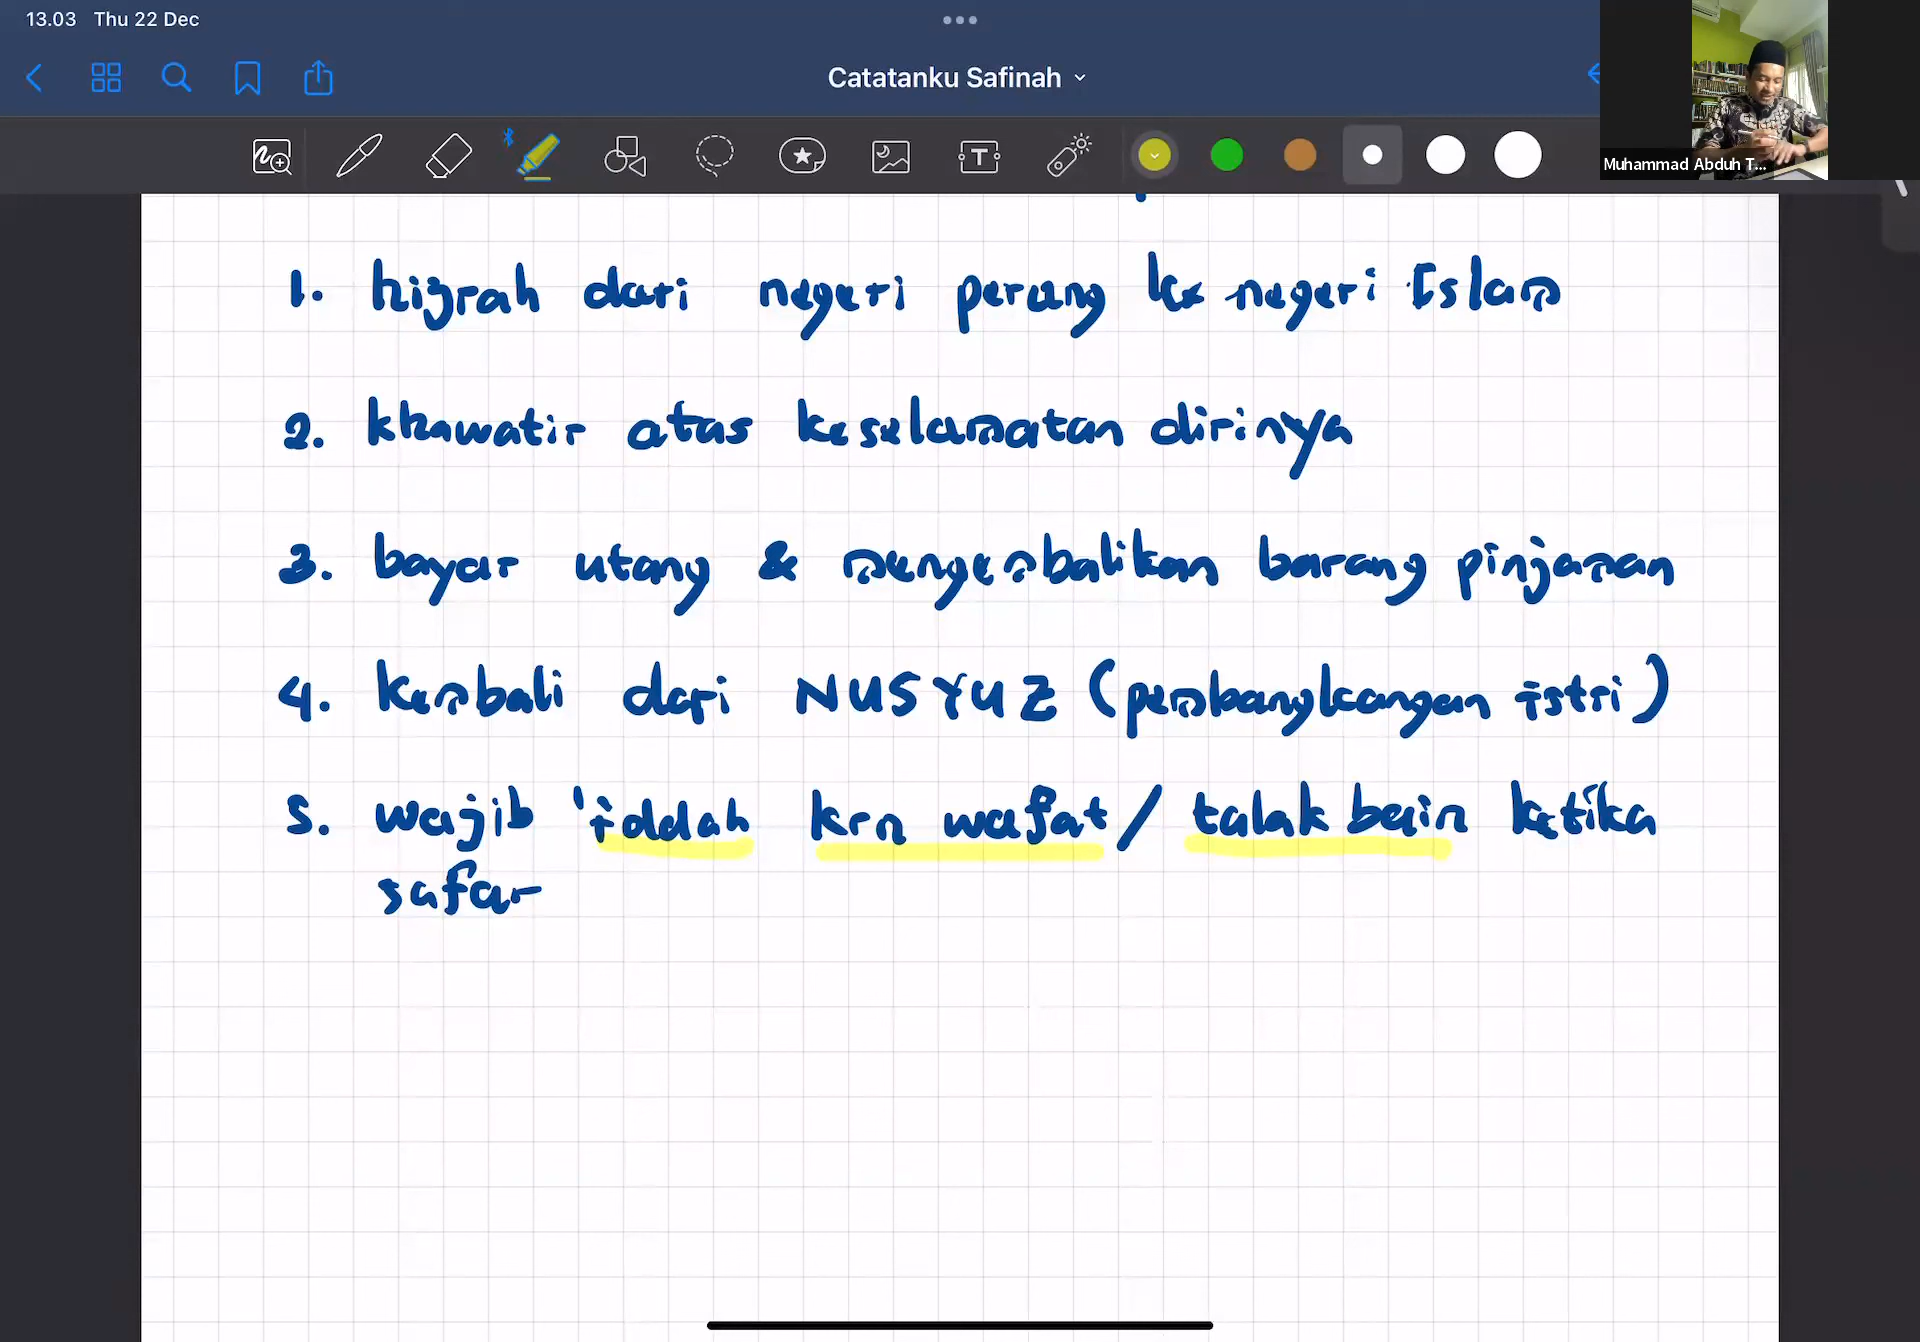 13.03 Thu 22 Dec
Catatanku Safinah
Muhammad Abduh T...
1. hijrah dari negeri perang ke negeri Islam
2. khawatir atas keselamatan dirinya
3. bayar utang & mengembalikan barang pinjaman
4. kembali dari NUSYUZ (pembangkangan istri)
5. wajib 'iddah krn wafat / talak bain ketika
safar